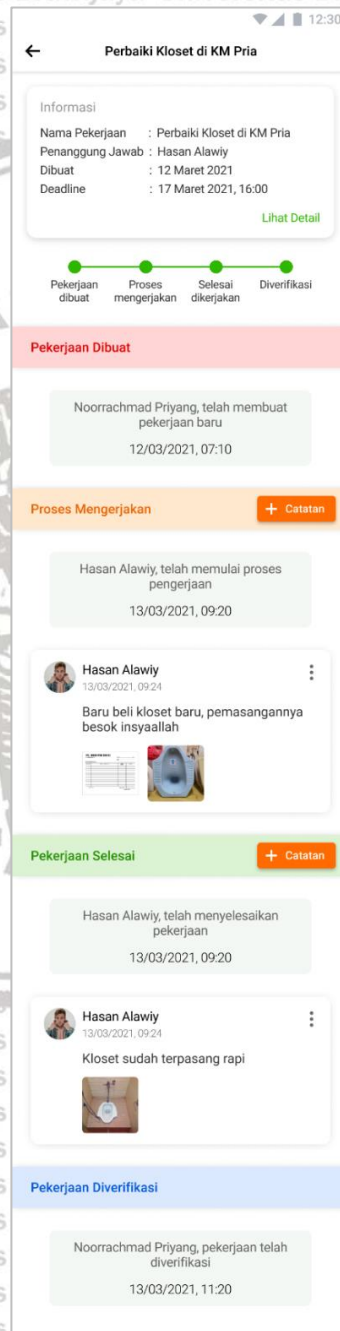 12:30
Perbaiki Kloset di KM Pria
Informasi
Nama Pekerjaan : Perbaiki Kloset di KM Pria
Penanggung Jawab : Hasan Alawiy
Dibuat : 12 Maret 2021
Deadline : 17 Maret 2021, 16:00
Lihat Detail
Pekerjaan dibuat
Proses mengerjakan
Selesai dikerjakan
Diverifikasi
Pekerjaan Dibuat
Noorrachmad Priyang, telah membuat
pekerjaan baru
12/03/2021, 07:10
Proses Mengerjakan
+ Catatan
Hasan Alawiy, telah memulai proses
pengerjaan
13/03/2021, 09:20
Hasan Alawiy
13/03/2021, 09:24
Baru beli kloset baru, pemasangannya
besok insyaallah
Pekerjaan Selesai
+ Catatan
Hasan Alawiy, telah menyelesaikan
pekerjaan
13/03/2021, 09:20
Hasan Alawiy
13/03/2021, 09:24
Kloset sudah terpasang rapi
Pekerjaan Diverifikasi
Noorrachmad Priyang, pekerjaan telah
diverifikasi
13/03/2021, 11:20